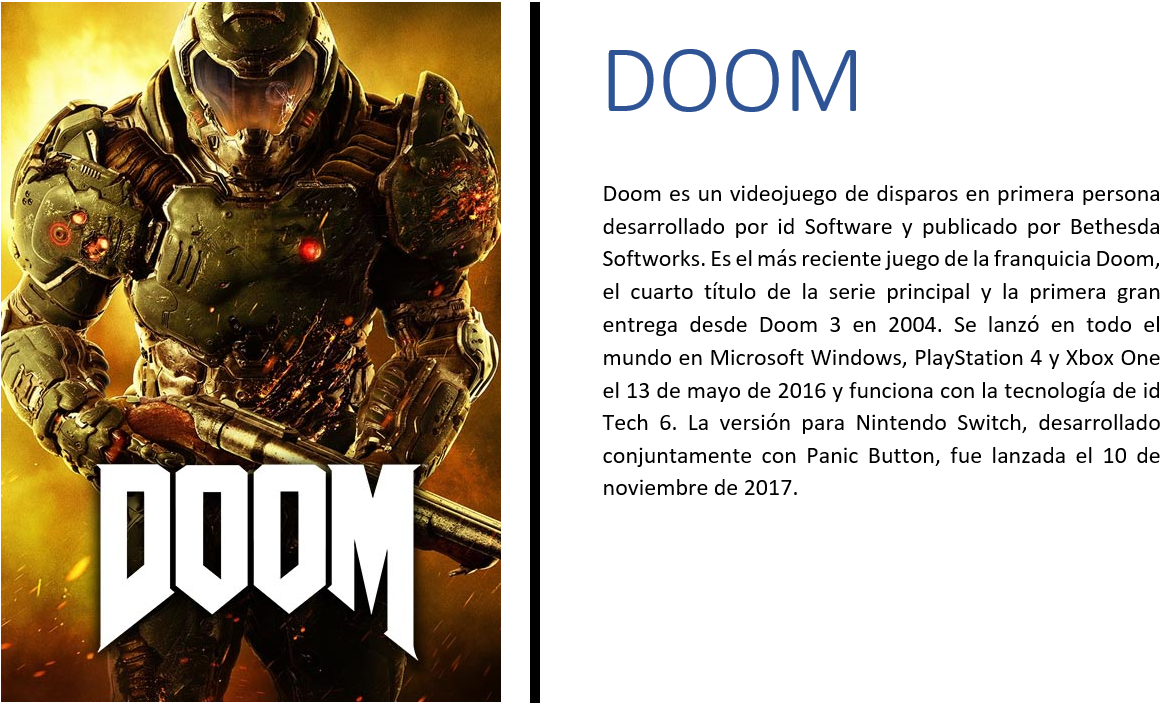 DOOM
DOOM
Doom es un videojuego de disparos en primera persona
desarrollado por id Software y publicado por Bethesda
Softworks. Es el más reciente juego de la franquicia Doom,
el cuarto título de la serie principal y la primera gran
entrega desde Doom 3 en 2004. Se lanzó en todo el
mundo en Microsoft Windows, PlayStation 4 y Xbox One
el 13 de mayo de 2016 y funciona con la tecnología de id
Tech 6. La versión para Nintendo Switch, desarrollado
conjuntamente con Panic Button, fue lanzada el 10 de
noviembre de 2017.